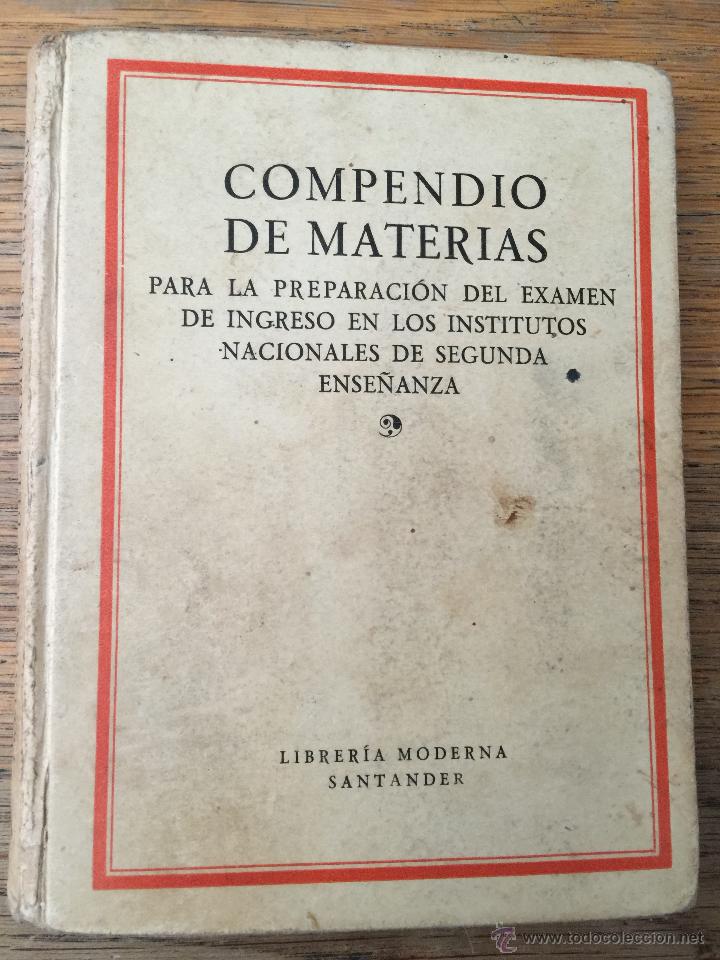 COMPENDIO
DE MATERIAS
PARA LA PREPARACIÓN DEL EXAMEN
DE INGRESO EN LOS INSTITUTOS
NACIONALES DE SEGUNDA
ENSEÑANZA
LIBRERÍA MODERNA
SANTANDER
www.todocoleccion.net